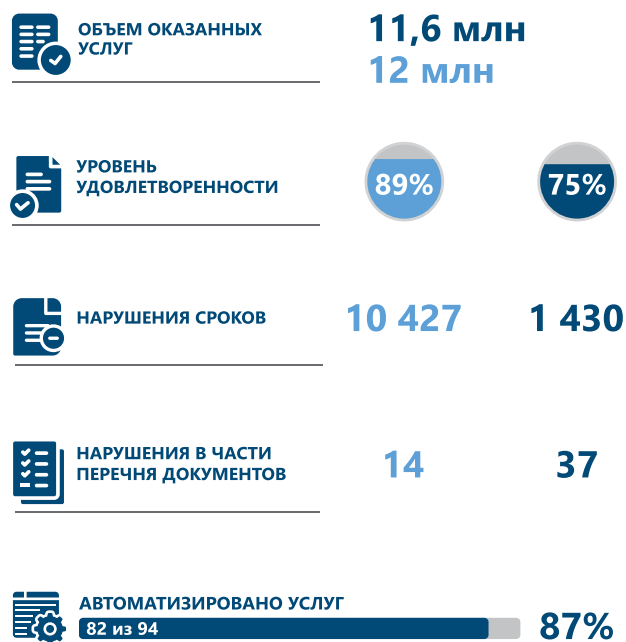 ОБЪЕМ ОКАЗАННЫХ
УСЛУГ
11,6 млн
12 млн
УРОВЕНЬ
УДОВЛЕТВОРЕННОСТИ
89%
75%
НАРУШЕНИЯ СРОКОВ
10 427
1 430
НАРУШЕНИЯ В ЧАСТИ
ПЕРЕЧНЯ ДОКУМЕНТОВ
14
37
АВТОМАТИЗИРОВАНО УСЛУГ
82 из 94
87%